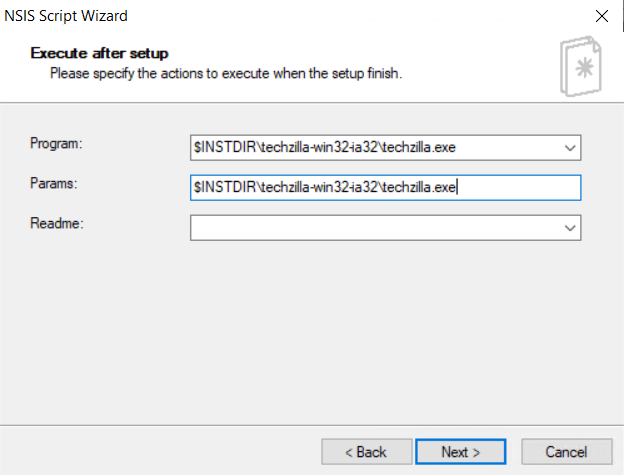 NSIS Script Wizard
Execute after setup
Please specify the actions to execute when the setup finish.
Program:
$INSTDIR\techzilla-win32-ia32\techzilla.exe
Params:
$INSTDIR\techzilla-win32-ia32\techzilla.exe
Readme:
< Back
Next >
Cancel